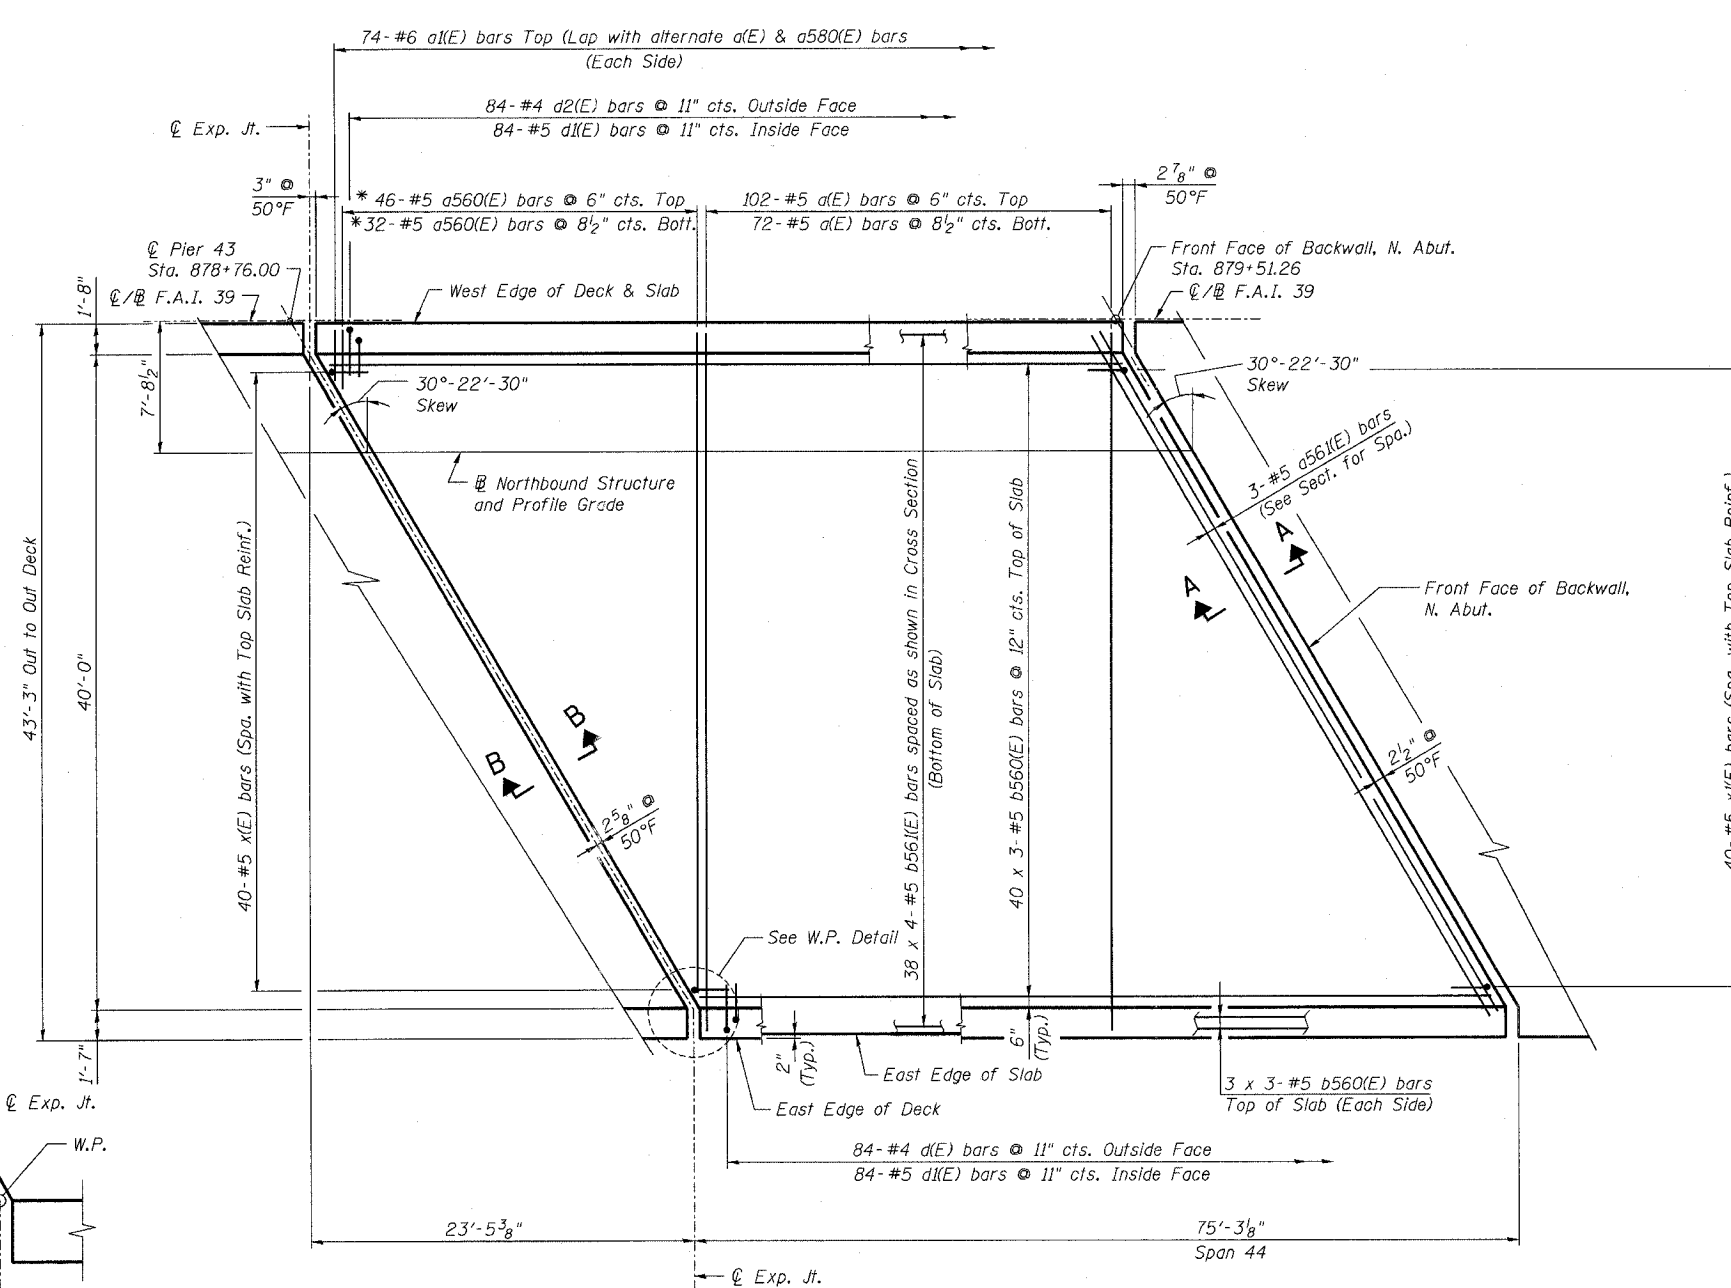 74-#6 a1(E) bars Top (Lap with alternate a(E) & a580(E) bars
(Each Side)
84-#4 d2(E) bars @ 11" cts. Outside Face
84-#5 d1(E) bars @ 11" cts. Inside Face
℄ Exp. Jt.
3" @
50°F
* 46-#5 a560(E) bars @ 6" cts. Top
*32-#5 a560(E) bars @ 8½" cts. Bott.
102-#5 a(E) bars @ 6" cts. Top
72-#5 a(E) bars @ 8½" cts. Bott.
2⅞" @
50°F
℄ Pier 43
Sta. 878+76.00
℄/B F.A.I. 39
West Edge of Deck & Slab
Front Face of Backwall, N. Abut.
Sta. 879+51.26
℄/B F.A.I. 39
1'-8"
7'-8½"
30°-22'-30"
Skew
30°-22'-30"
Skew
B Northbound Structure
and Profile Grade
3-#5 a561(E) bars
(See Sect. for Spa.)
A
A
Front Face of Backwall,
N. Abut.
43'-3" Out to Out Deck
40'-0"
40-#5 x(E) bars (Spa. with Top Slab Reinf.)
38 x 4-#5 b561(E) bars spaced as shown in Cross Section
(Bottom of Slab)
40 x 3-#5 b560(E) bars @ 12" cts. Top of Slab
40-#5 x1(E) bars (Spa. with Top Slab Reinf.)
B
B
2⅝" @
50°F
2½" @
50°F
See W.P. Detail
1'-7"
2"
(Typ.)
6"
(Typ.)
East Edge of Slab
East Edge of Deck
3 x 3-#5 b560(E) bars
Top of Slab (Each Side)
℄ Exp. Jt.
W.P.
84-#4 d(E) bars @ 11" cts. Outside Face
84-#5 d1(E) bars @ 11" cts. Inside Face
23'-5⅜"
75'-3⅛"
Span 44
℄ Exp. Jt.